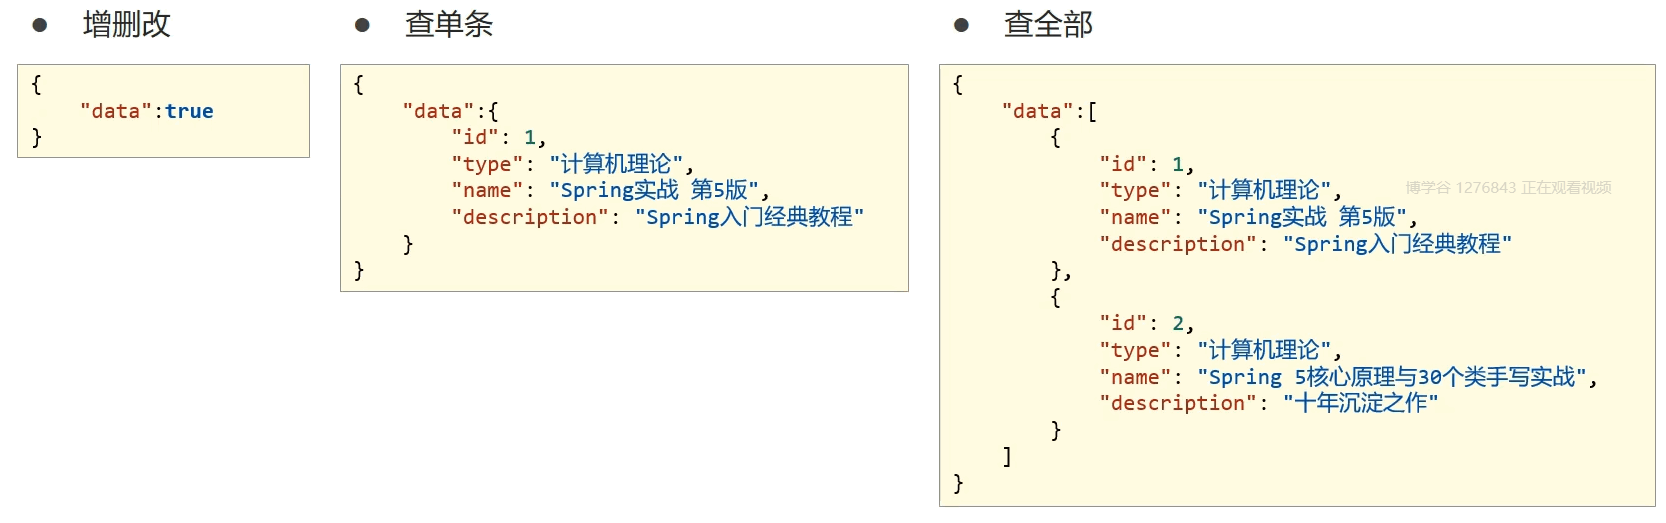 ● 增删改
{
    "data":true
}
● 查单条
{
    "data":{
        "id": 1,
        "type": "计算机理论",
        "name": "Spring实战 第5版",
        "description": "Spring入门经典教程"
    }
}
● 查全部
{
    "data":[
        {
            "id": 1,
            "type": "计算机理论",
            "name": "Spring实战 第5版",
            "description": "Spring入门经典教程"
        },
        {
            "id": 2,
            "type": "计算机理论",
            "name": "Spring 5核心原理与30个类手写实战",
            "description": "十年沉淀之作"
        }
    ]
}
博学谷 1276843 正在观看视频